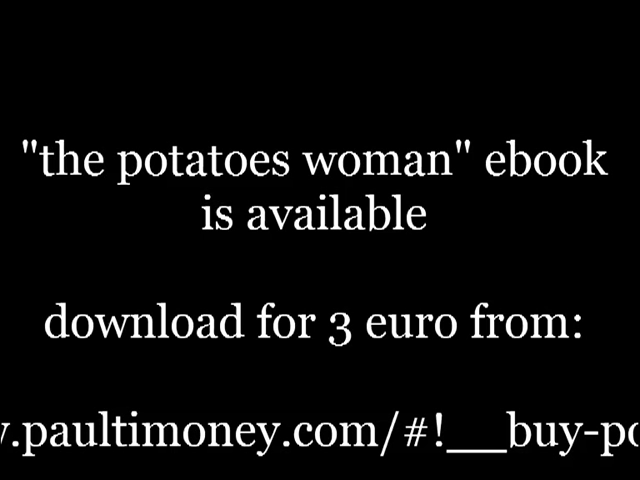 "the potatoes woman" ebook
is available
download for 3 euro from:
.paultimoney.com/#!__buy-po